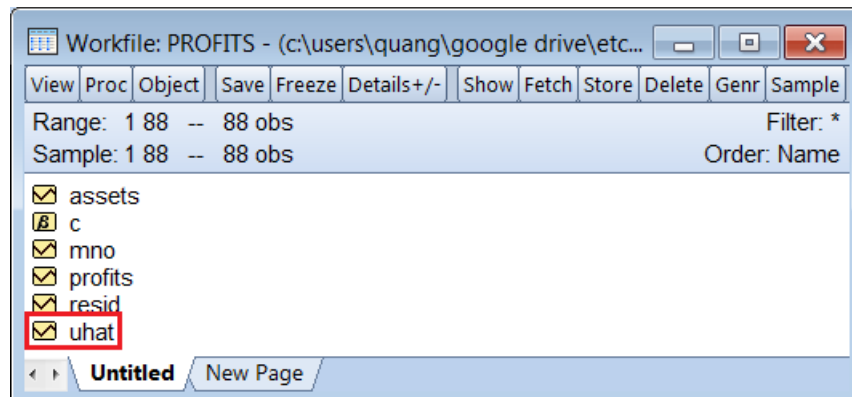 Workfile: PROFITS - (c:\users\quang\google drive\etc...
View Proc Object Save Freeze Details+/- Show Fetch Store Delete Genr Sample
Range: 1 88 -- 88 obs Filter: *
Sample: 1 88 -- 88 obs Order: Name
assets
β c
mno
profits
resid
uhat
Untitled New Page